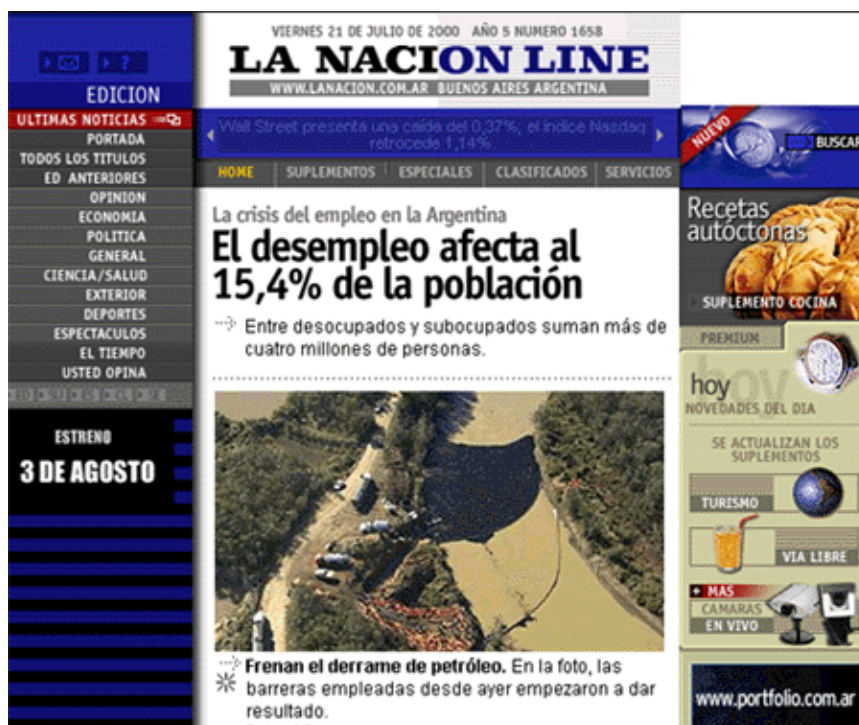 VIERNES 21 DE JULIO DE 2000 AÑO 5 NUMERO 1658
LA NACION LINE
WWW.LANACION.COM.AR BUENOS AIRES ARGENTINA
? 
EDICION
ULTIMAS NOTICIAS
PORTADA
TODOS LOS TITULOS
ED ANTERIORES
OPINION
ECONOMIA
POLITICA
GENERAL
CIENCIA/SALUD
EXTERIOR
DEPORTES
ESPECTACULOS
EL TIEMPO
USTED OPINA
ED SU ES CL SE
ESTRENO
3 DE AGOSTO
Wall Street presenta una caída del 0,37%; el índice Nasdaq
retrocede 1,14%.
HOME SUPLEMENTOS ESPECIALES CLASIFICADOS SERVICIOS
La crisis del empleo en la Argentina
El desempleo afecta al
15,4% de la población
Entre desocupados y subocupados suman más de
cuatro millones de personas.
Frenan el derrame de petróleo. En la foto, las
barreras empleadas desde ayer empezaron a dar
resultado.
NUEVO
BUSCAR
Recetas
autóctonas
SUPLEMENTO COCINA
PREMIUM
hoy
hoy
NOVEDADES DEL DIA
SE ACTUALIZAN LOS
SUPLEMENTOS
TURISMO
VIA LIBRE
+ MAS
CAMARAS
EN VIVO
www.portfolio.com.ar